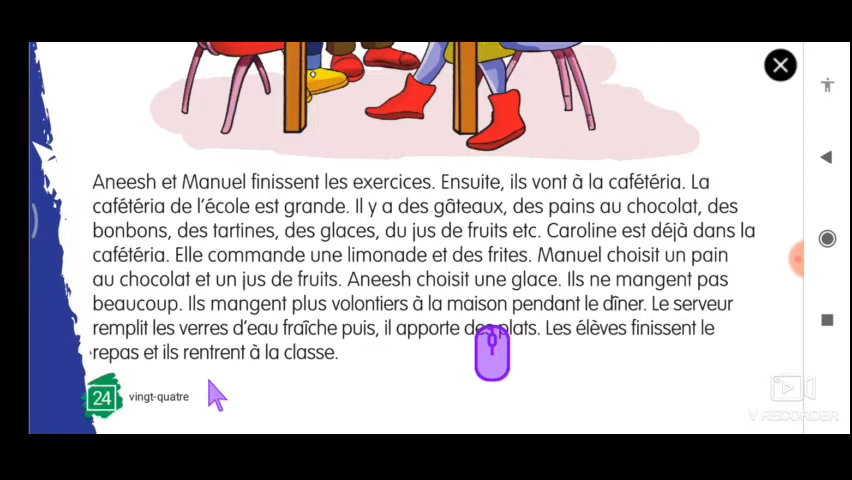 Aneesh et Manuel finissent les exercices. Ensuite, ils vont à la cafétéria. La
cafétéria de l'école est grande. Il y a des gâteaux, des pains au chocolat, des
bonbons, des tartines, des glaces, du jus de fruits etc. Caroline est déjà dans la
cafétéria. Elle commande une limonade et des frites. Manuel choisit un pain
au chocolat et un jus de fruits. Aneesh choisit une glace. Ils ne mangent pas
beaucoup. Ils mangent plus volontiers à la maison pendant le dîner. Le serveur
remplit les verres d'eau fraîche puis, il apporte des plats. Les élèves finissent le
repas et ils rentrent à la classe.
24 vingt-quatre
V RECORDER